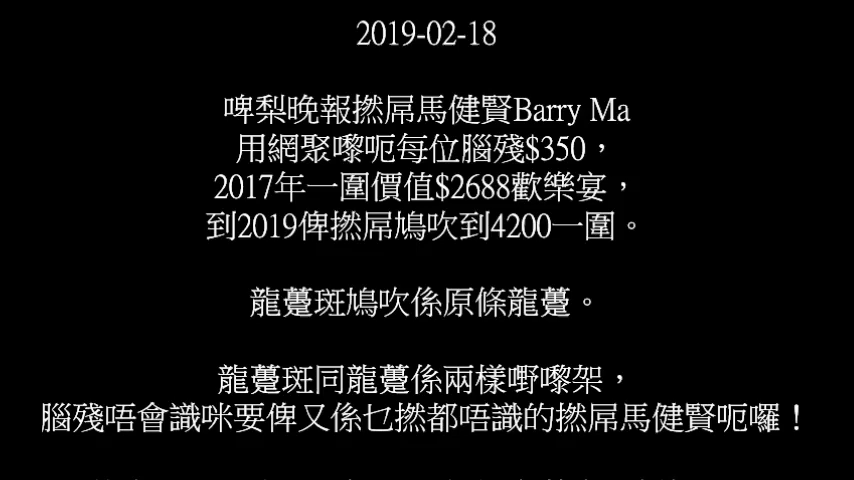 2019-02-18
啤梨晚報撚屌馬健賢Barry Ma
用網聚嚟呃每位腦殘$350，
2017年一圍價值$2688歡樂宴，
到2019俾撚屌鳩吹到4200一圍。
龍躉斑鳩吹係原條龍躉。
龍躉斑同龍躉係兩樣嘢嚟架，
腦殘唔會識咪要俾又係乜撚都唔識的撚屌馬健賢呃囉！